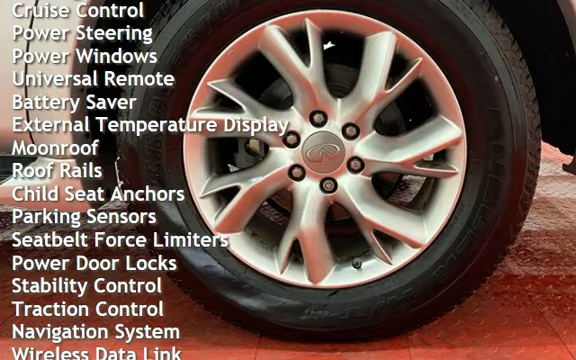 Cruise Control
Power Steering
Power Windows
Universal Remote
Battery Saver
External Temperature Display
Moonroof
Roof Rails
Child Seat Anchors
Parking Sensors
Seatbelt Force Limiters
Power Door Locks
Stability Control
Traction Control
Navigation System
Wireless Data Link